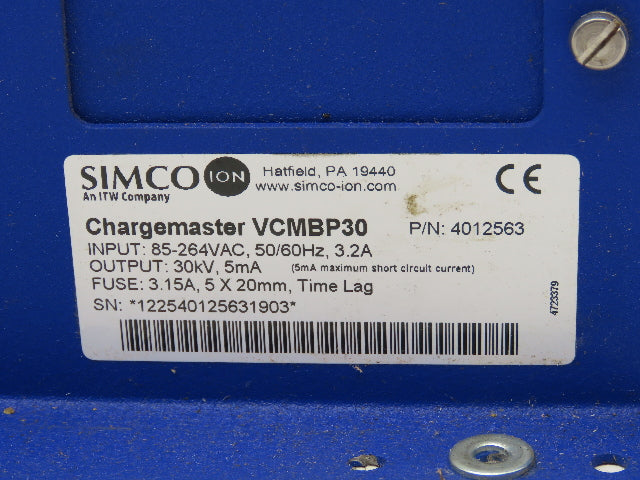 SIMCO ION
An ITW Company
Hatfield, PA 19440
www.simco-ion.com
CE
Chargemaster VCMBP30 P/N: 4012563
INPUT: 85-264VAC, 50/60Hz, 3.2A
OUTPUT: 30kV, 5mA (5mA maximum short circuit current)
FUSE: 3.15A, 5 X 20mm, Time Lag
SN: *122540125631903*
4723379